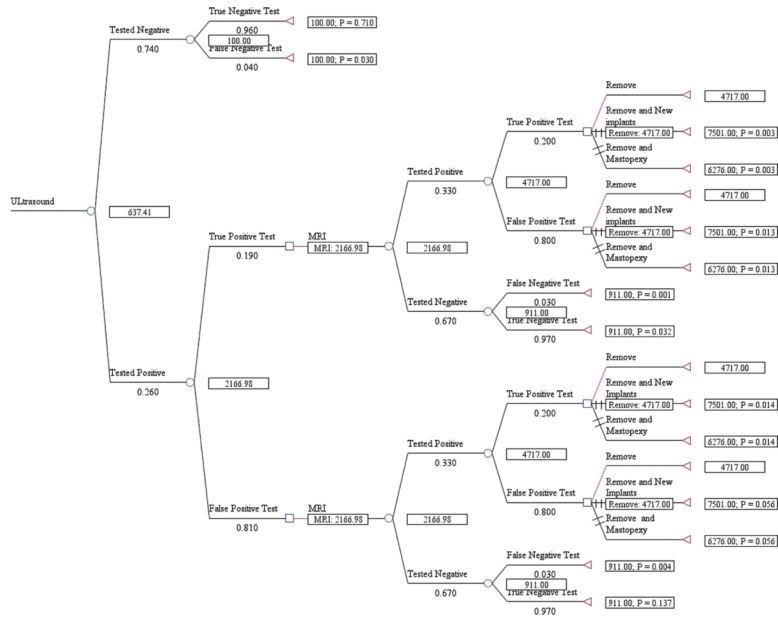 True Negative Test
0.960
100.00; P = 0.710
Tested Negative
0.740
100.00
False Negative Test
0.040
100.00; P = 0.030
ULtrasound
637.41
Remove
4717.00
True Positive Test
0.200
Remove and New
implants
Remove: 4717.00
7501.00; P = 0.003
Remove and
Mastopexy
6276.00; P = 0.003
Tested Positive
0.330
4717.00
Remove
4717.00
False Positive Test
0.800
Remove and New
implants
Remove: 4717.00
7501.00; P = 0.013
Remove and
Mastopexy
6276.00; P = 0.013
True Positive Test
0.190
MRI
MRI: 2166.98
2166.98
False Negative Test
0.030
911.00; P = 0.001
Tested Negative
0.670
911.00
True Negative Test
0.970
911.00; P = 0.032
Tested Positive
0.260
2166.98
Remove
4717.00
True Positive Test
0.200
Remove and New
Implants
Remove: 4717.00
7501.00; P = 0.014
Remove and
Mastopexy
6276.00; P = 0.014
Tested Positive
0.330
4717.00
Remove
4717.00
False Positive Test
0.800
Remove and New
Implants
Remove: 4717.00
7501.00; P = 0.056
Remove and
Mastopexy
6276.00; P = 0.056
False Positive Test
0.810
MRI
MRI: 2166.98
2166.98
False Negative Test
0.030
911.00; P = 0.004
Tested Negative
0.670
911.00
True Negative Test
0.970
911.00; P = 0.137